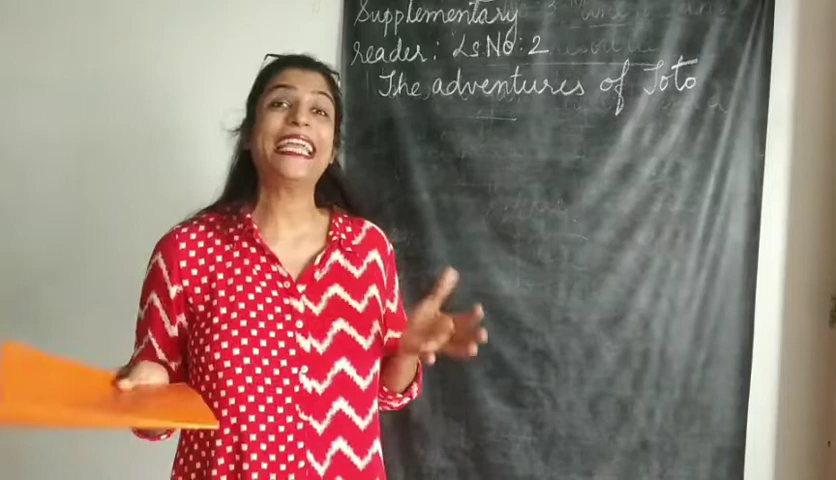 Supplementary
reader: Ls No: 2
The adventures of Toto